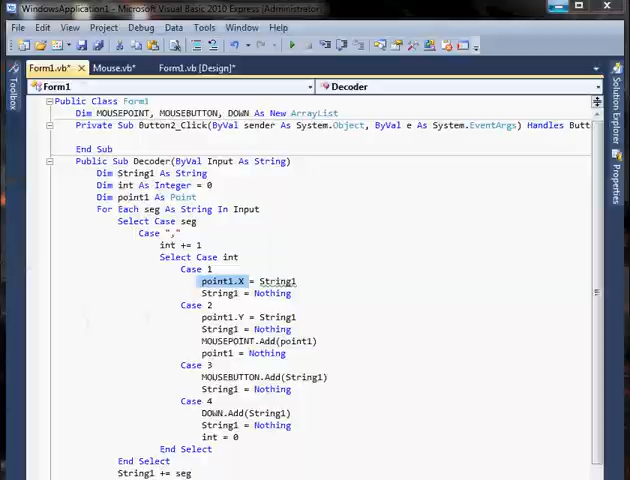 WindowsApplication1 - Microsoft Visual Basic 2010 Express (Administrator)
File Edit View Project Debug Data Tools Window Help
Form1.vb* Mouse.vb* Form1.vb [Design]*
Form1 Decoder
Toolbox
Solution Explorer
Properties
Public Class Form1
Dim MOUSEPOINT, MOUSEBUTTON, DOWN As New ArrayList
Private Sub Button2_Click(ByVal sender As System.Object, ByVal e As System.EventArgs) Handles Butt
End Sub
Public Sub Decoder(ByVal Input As String)
Dim String1 As String
Dim int As Integer = 0
Dim point1 As Point
For Each seg As String In Input
Select Case seg
Case ","
int += 1
Select Case int
Case 1
point1.X = String1
String1 = Nothing
Case 2
point1.Y = String1
String1 = Nothing
MOUSEPOINT.Add(point1)
point1 = Nothing
Case 3
MOUSEBUTTON.Add(String1)
String1 = Nothing
Case 4
DOWN.Add(String1)
String1 = Nothing
int = 0
End Select
End Select
String1 += seg